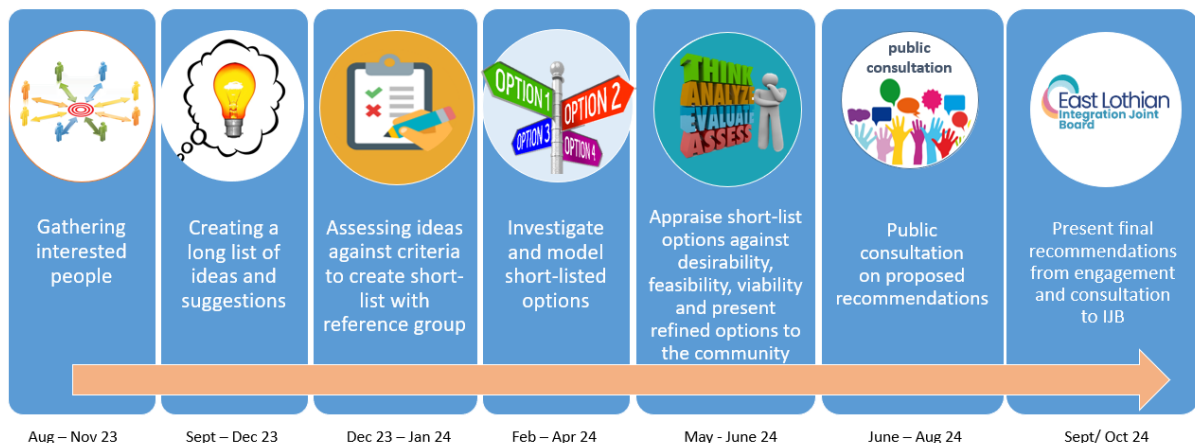 OPTION 1
OPTION 2
OPTION 3
OPTION 4
THINK
ANALYZE
EVALUATE
ASSESS
public
consultation
East Lothian
Integration Joint
Board
Gathering
interested
people
Creating a
long list of
ideas and
suggestions
Assessing ideas
against criteria
to create short-
list with
reference group
Investigate
and model
short-listed
options
Appraise short-list
options against
desirability,
feasibility, viability
and present
refined options to
the community
Public
consultation
on proposed
recommendations
Present final
recommendations
from engagement
and consultation
to IJB
Aug – Nov 23
Sept – Dec 23
Dec 23 – Jan 24
Feb – Apr 24
May - June 24
June – Aug 24
Sept/ Oct 24